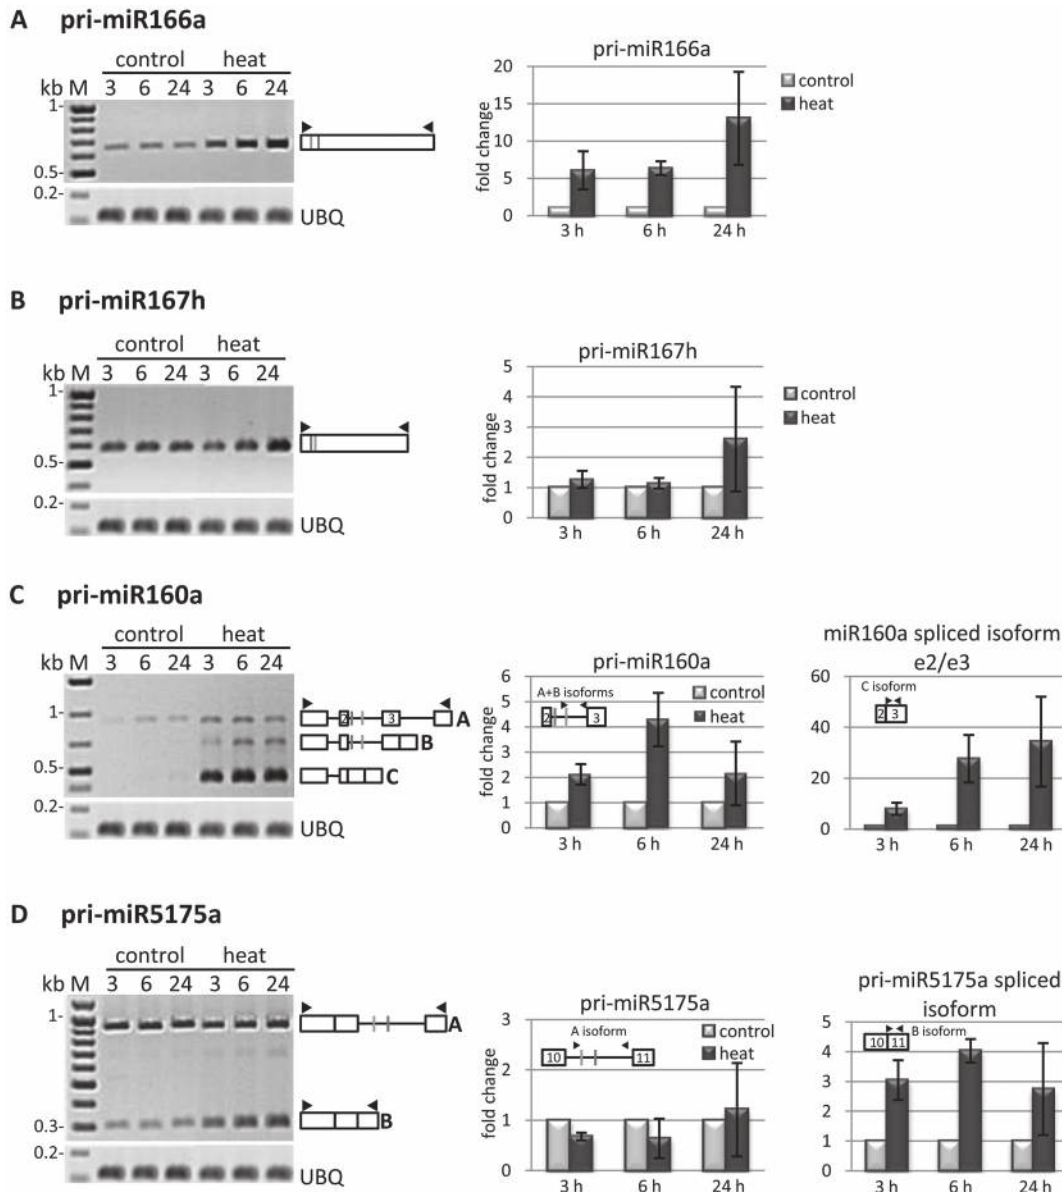 A pri-miR166a
control heat
kb M 3 6 24 3 6 24
1-
0.5-
0.2-
UBQ
pri-miR166a
fold change
20
15
10
5
0
3 h 6 h 24 h
control
heat
B pri-miR167h
control heat
kb M 3 6 24 3 6 24
1-
0.5-
0.2-
UBQ
pri-miR167h
fold change
5
4
3
2
1
0
3 h 6 h 24 h
control
heat
C pri-miR160a
control heat
kb M 3 6 24 3 6 24
1-
0.5-
0.2-
2 3 A
B
C
UBQ
pri-miR160a
fold change
6
5
4
3
2
1
0
A+B isoforms
2 3
control
heat
3 h 6 h 24 h
miR160a spliced isoform
e2/e3
60
40
20
0
C isoform
2 3
3 h 6 h 24 h
D pri-miR5175a
control heat
kb M 3 6 24 3 6 24
1-
0.3-
0.2-
A
B
UBQ
pri-miR5175a
fold change
3
2
1
0
A isoform
10 11
control
heat
3 h 6 h 24 h
pri-miR5175a spliced
isoform
5
4
3
2
1
0
10 11 B isoform
3 h 6 h 24 h